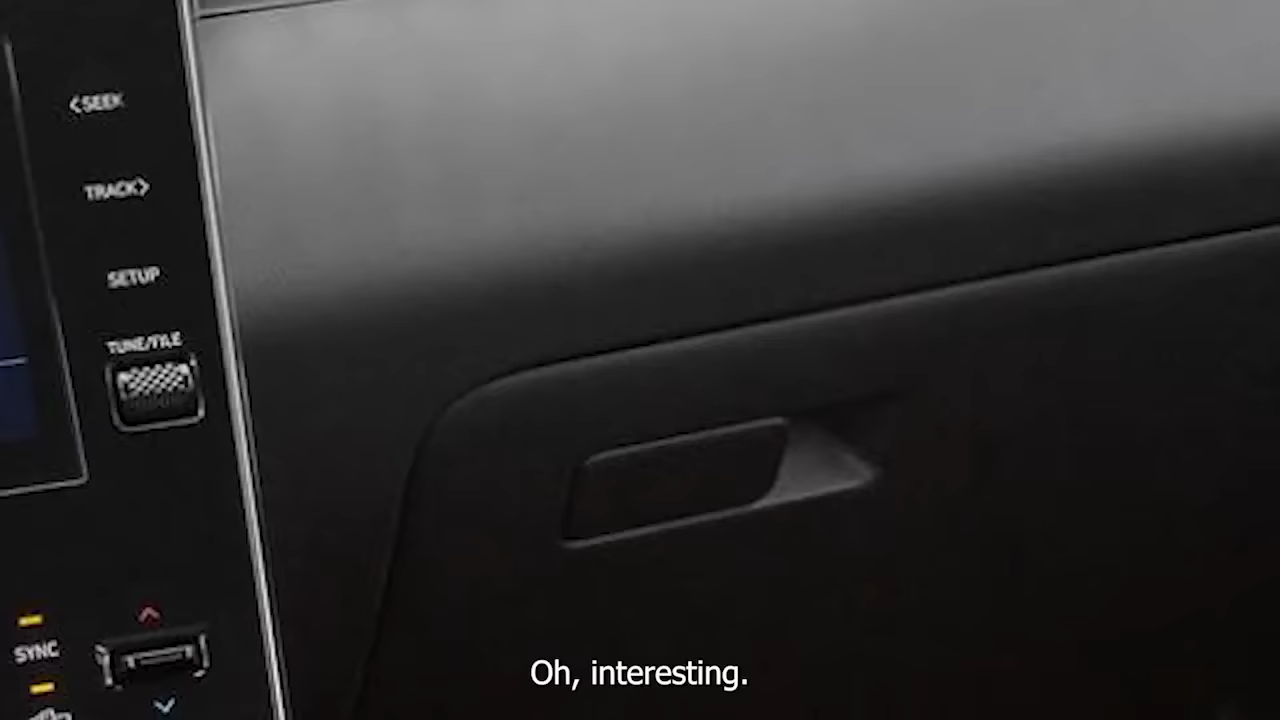 <SEEK
TRACK>
SETUP
TUNE/FILE
SYNC
Oh, interesting.